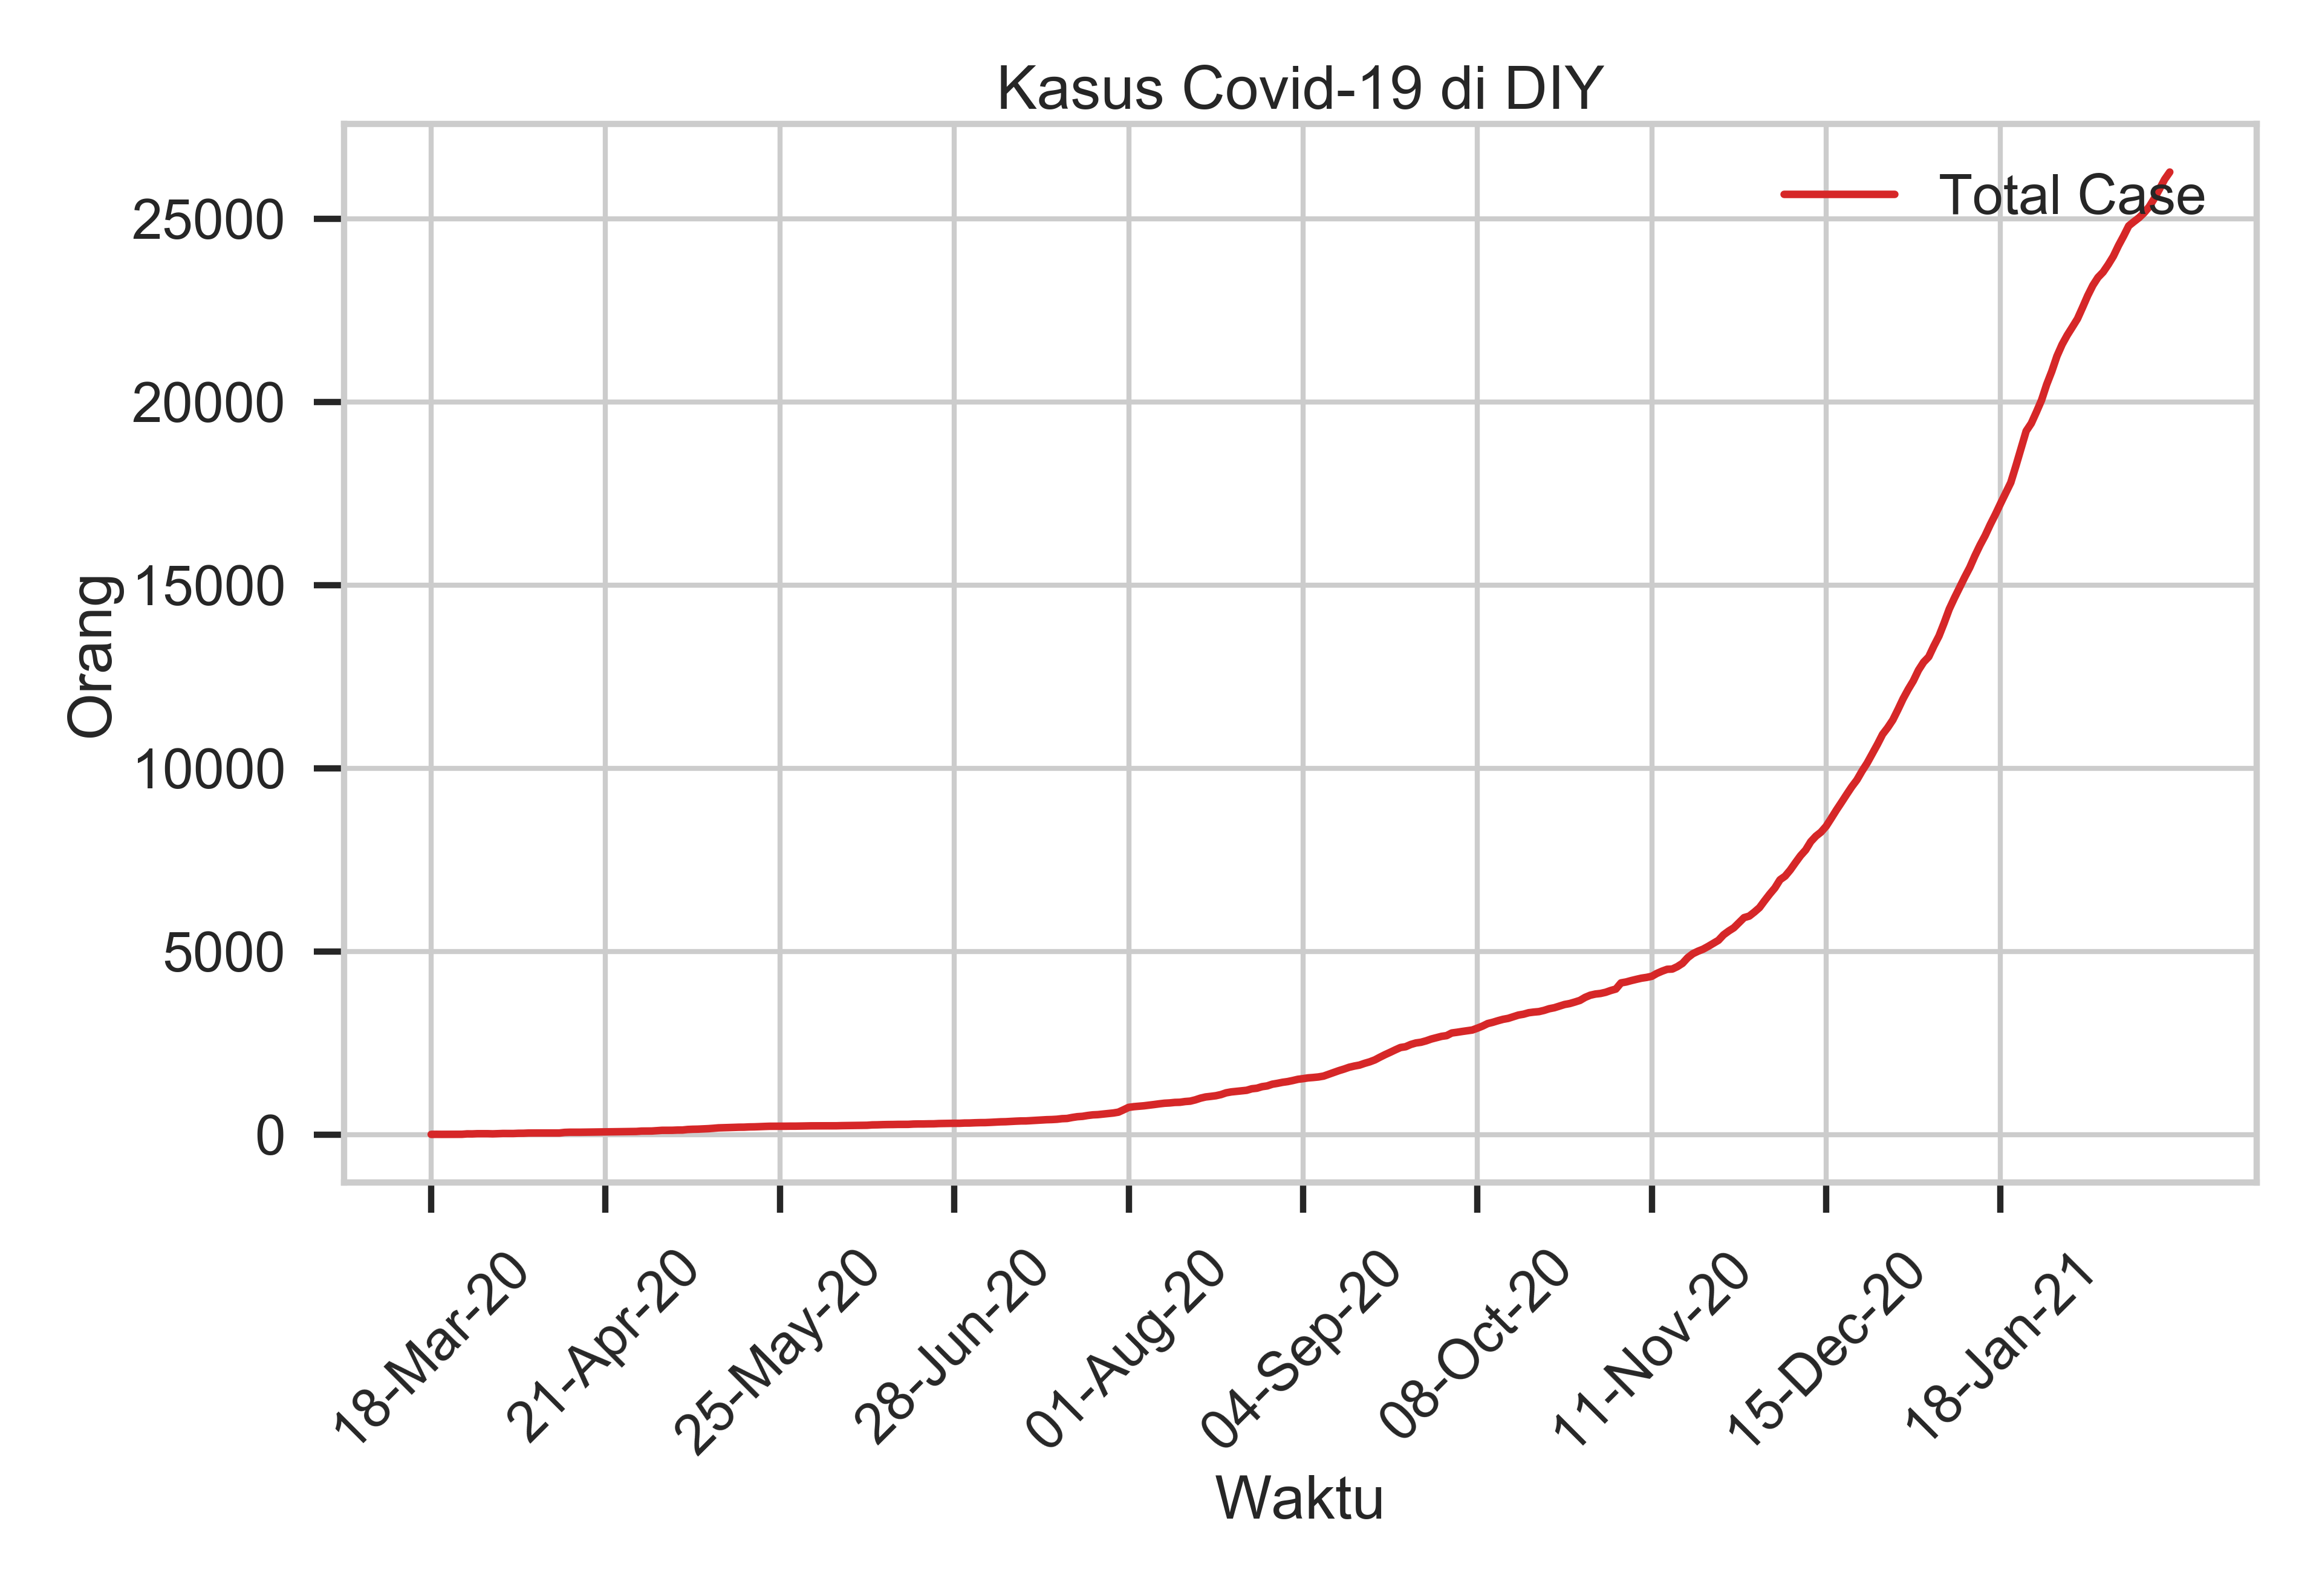 Kasus Covid-19 di DIY
Total Case
Orang
25000
20000
15000
10000
5000
0
18-Mar-20
21-Apr-20
25-May-20
28-Jun-20
01-Aug-20
04-Sep-20
08-Oct-20
11-Nov-20
15-Dec-20
18-Jan-21
Waktu